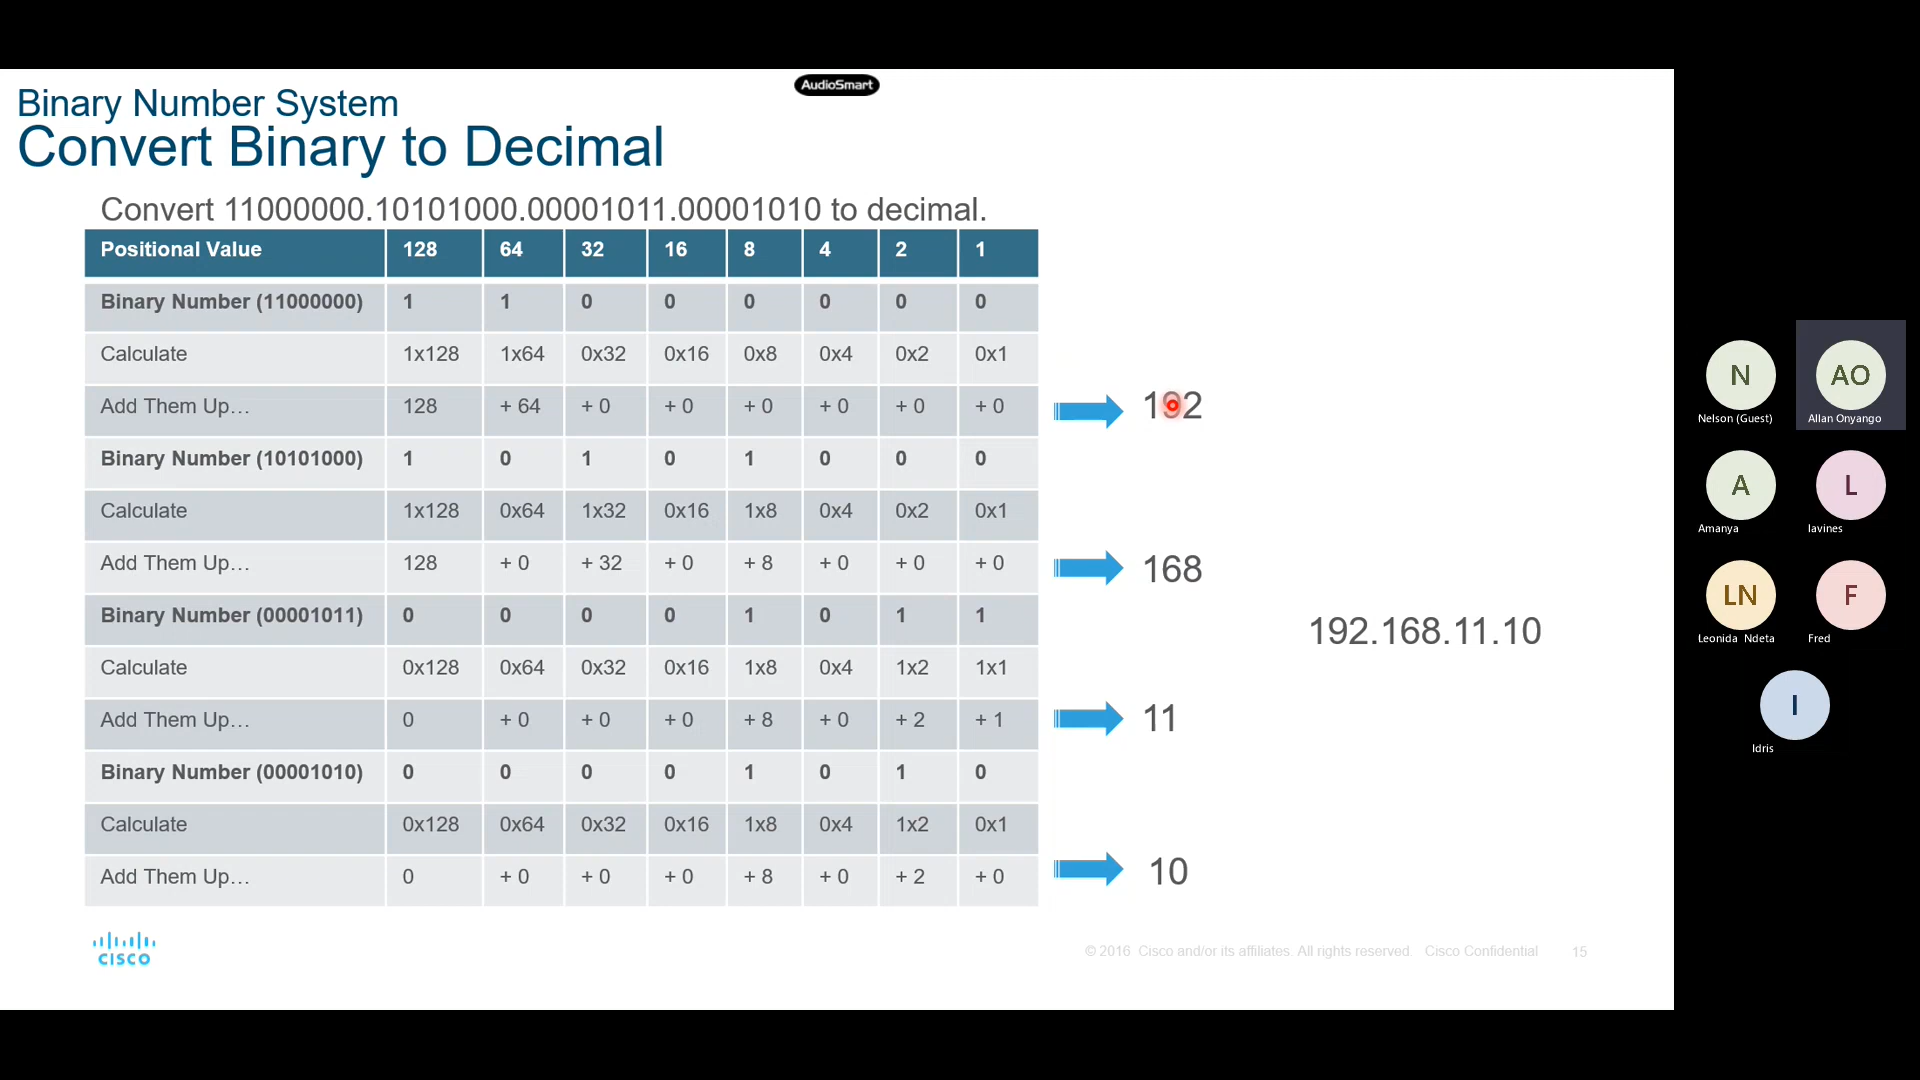 AudioSmart
Binary Number System
Convert Binary to Decimal
Convert 11000000.10101000.00001011.00001010 to decimal.
Positional Value 128 64 32 16 8 4 2 1
Binary Number (11000000) 1 1 0 0 0 0 0 0
Calculate 1x128 1x64 0x32 0x16 0x8 0x4 0x2 0x1
Add Them Up… 128 + 64 + 0 + 0 + 0 + 0 + 0 + 0 192
Binary Number (10101000) 1 0 1 0 1 0 0 0
Calculate 1x128 0x64 1x32 0x16 1x8 0x4 0x2 0x1
Add Them Up… 128 + 0 + 32 + 0 + 8 + 0 + 0 + 0 168
Binary Number (00001011) 0 0 0 0 1 0 1 1
Calculate 0x128 0x64 0x32 0x16 1x8 0x4 1x2 1x1
Add Them Up… 0 + 0 + 0 + 0 + 8 + 0 + 2 + 1 11
Binary Number (00001010) 0 0 0 0 1 0 1 0
Calculate 0x128 0x64 0x32 0x16 1x8 0x4 1x2 0x1
Add Them Up… 0 + 0 + 0 + 0 + 8 + 0 + 2 + 0 10
192.168.11.10
CISCO
© 2016 Cisco and/or its affiliates. All rights reserved. Cisco Confidential 15
N AO
Nelson (Guest) Allan Onyango
A L
Amanya lavines
LN F
Leonida Ndeta Fred
I
Idris